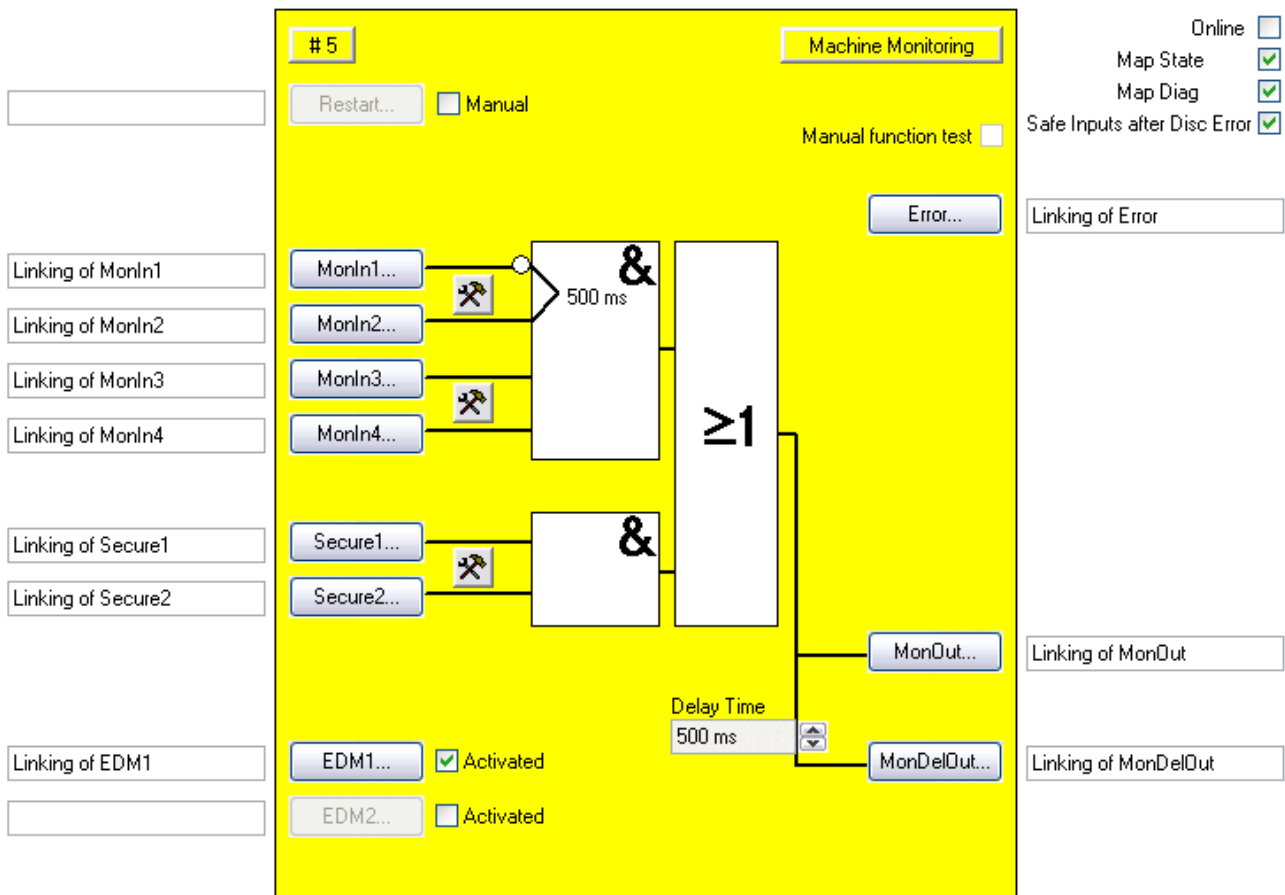 Online
# 5
Machine Monitoring
Map State
Map Diag
Restart...
Manual
Safe Inputs after Disc Error
Manual function test
Error...
Linking of Error
Linking of MonIn1
MonIn1...
&
500 ms
Linking of MonIn2
MonIn2...
Linking of MonIn3
MonIn3...
≥1
Linking of MonIn4
MonIn4...
Linking of Secure1
Secure1...
&
Linking of Secure2
Secure2...
MonOut...
Linking of MonOut
Delay Time
500 ms
Linking of EDM1
EDM1...
Activated
MonDelOut...
Linking of MonDelOut
EDM2...
Activated